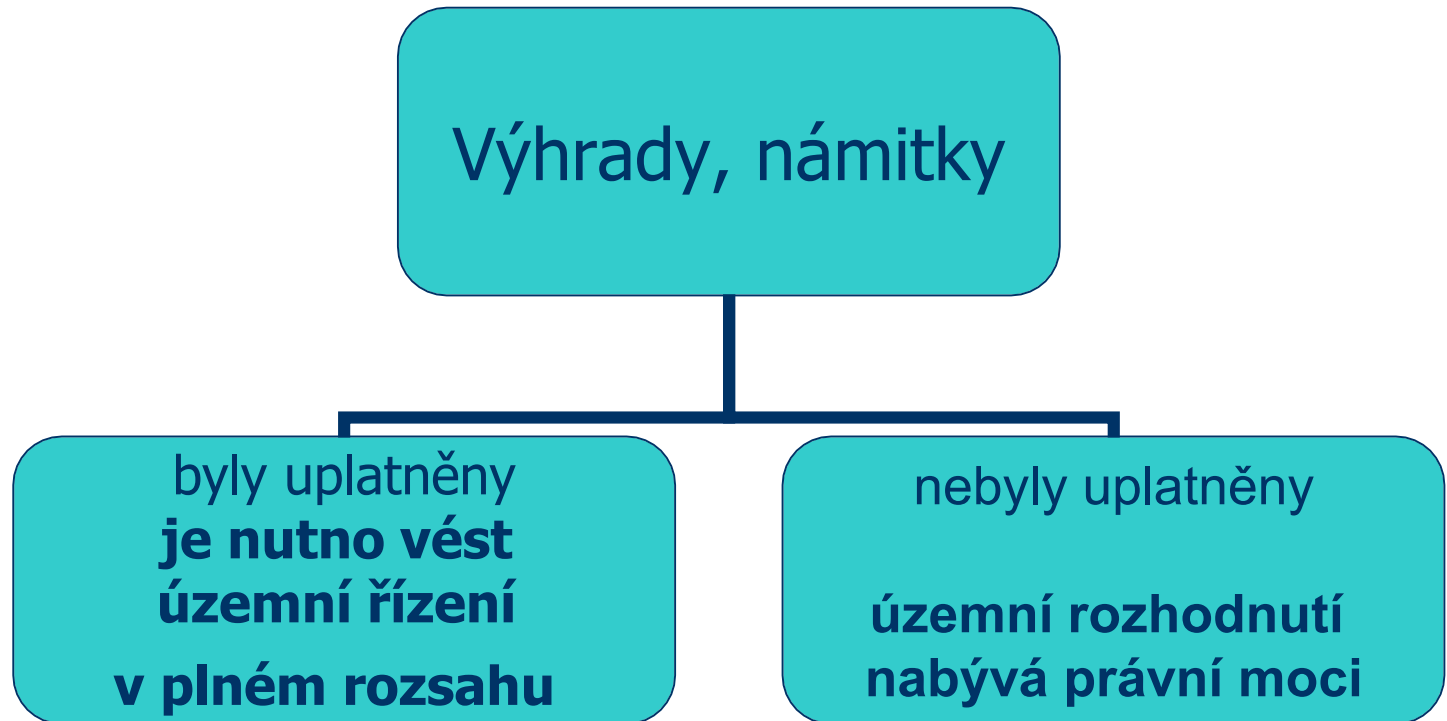 Výhrady, námitky
byly uplatněny
je nutno vést
územní řízení
v plném rozsahu
nebyly uplatněny
územní rozhodnutí
nabývá právní moci